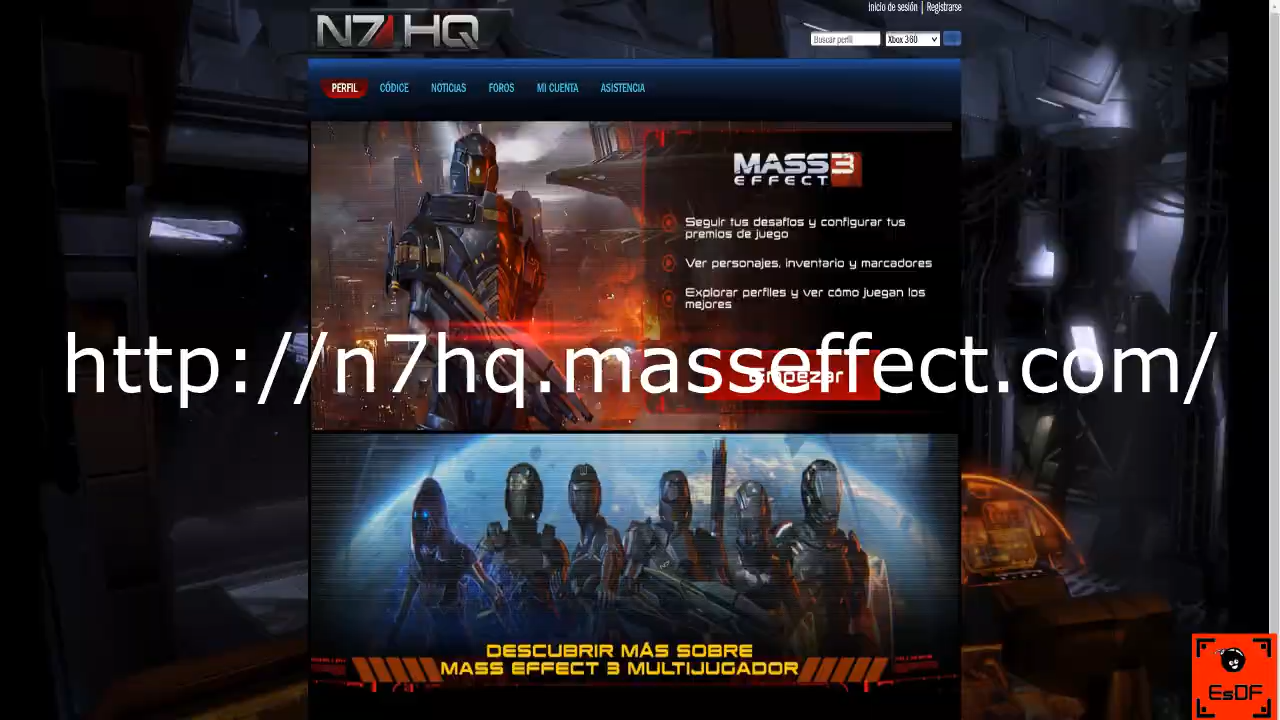 N7 HQ
Inicio de sesión | Registrarse
Buscar perfil
Xbox 360
PERFIL
CÓDICE
NOTICIAS
FOROS
MI CUENTA
ASISTENCIA
MASS
EFFECT 3
Seguir tus desafíos y configurar tus
premios de juego
Ver personajes, inventario y marcadores
Explorar perfiles y ver cómo juegan los
mejores
http://n7hq.masseffect.com/
Empezar
DESCUBRIR MÁS SOBRE
MASS EFFECT 3 MULTIJUGADOR
EsDF